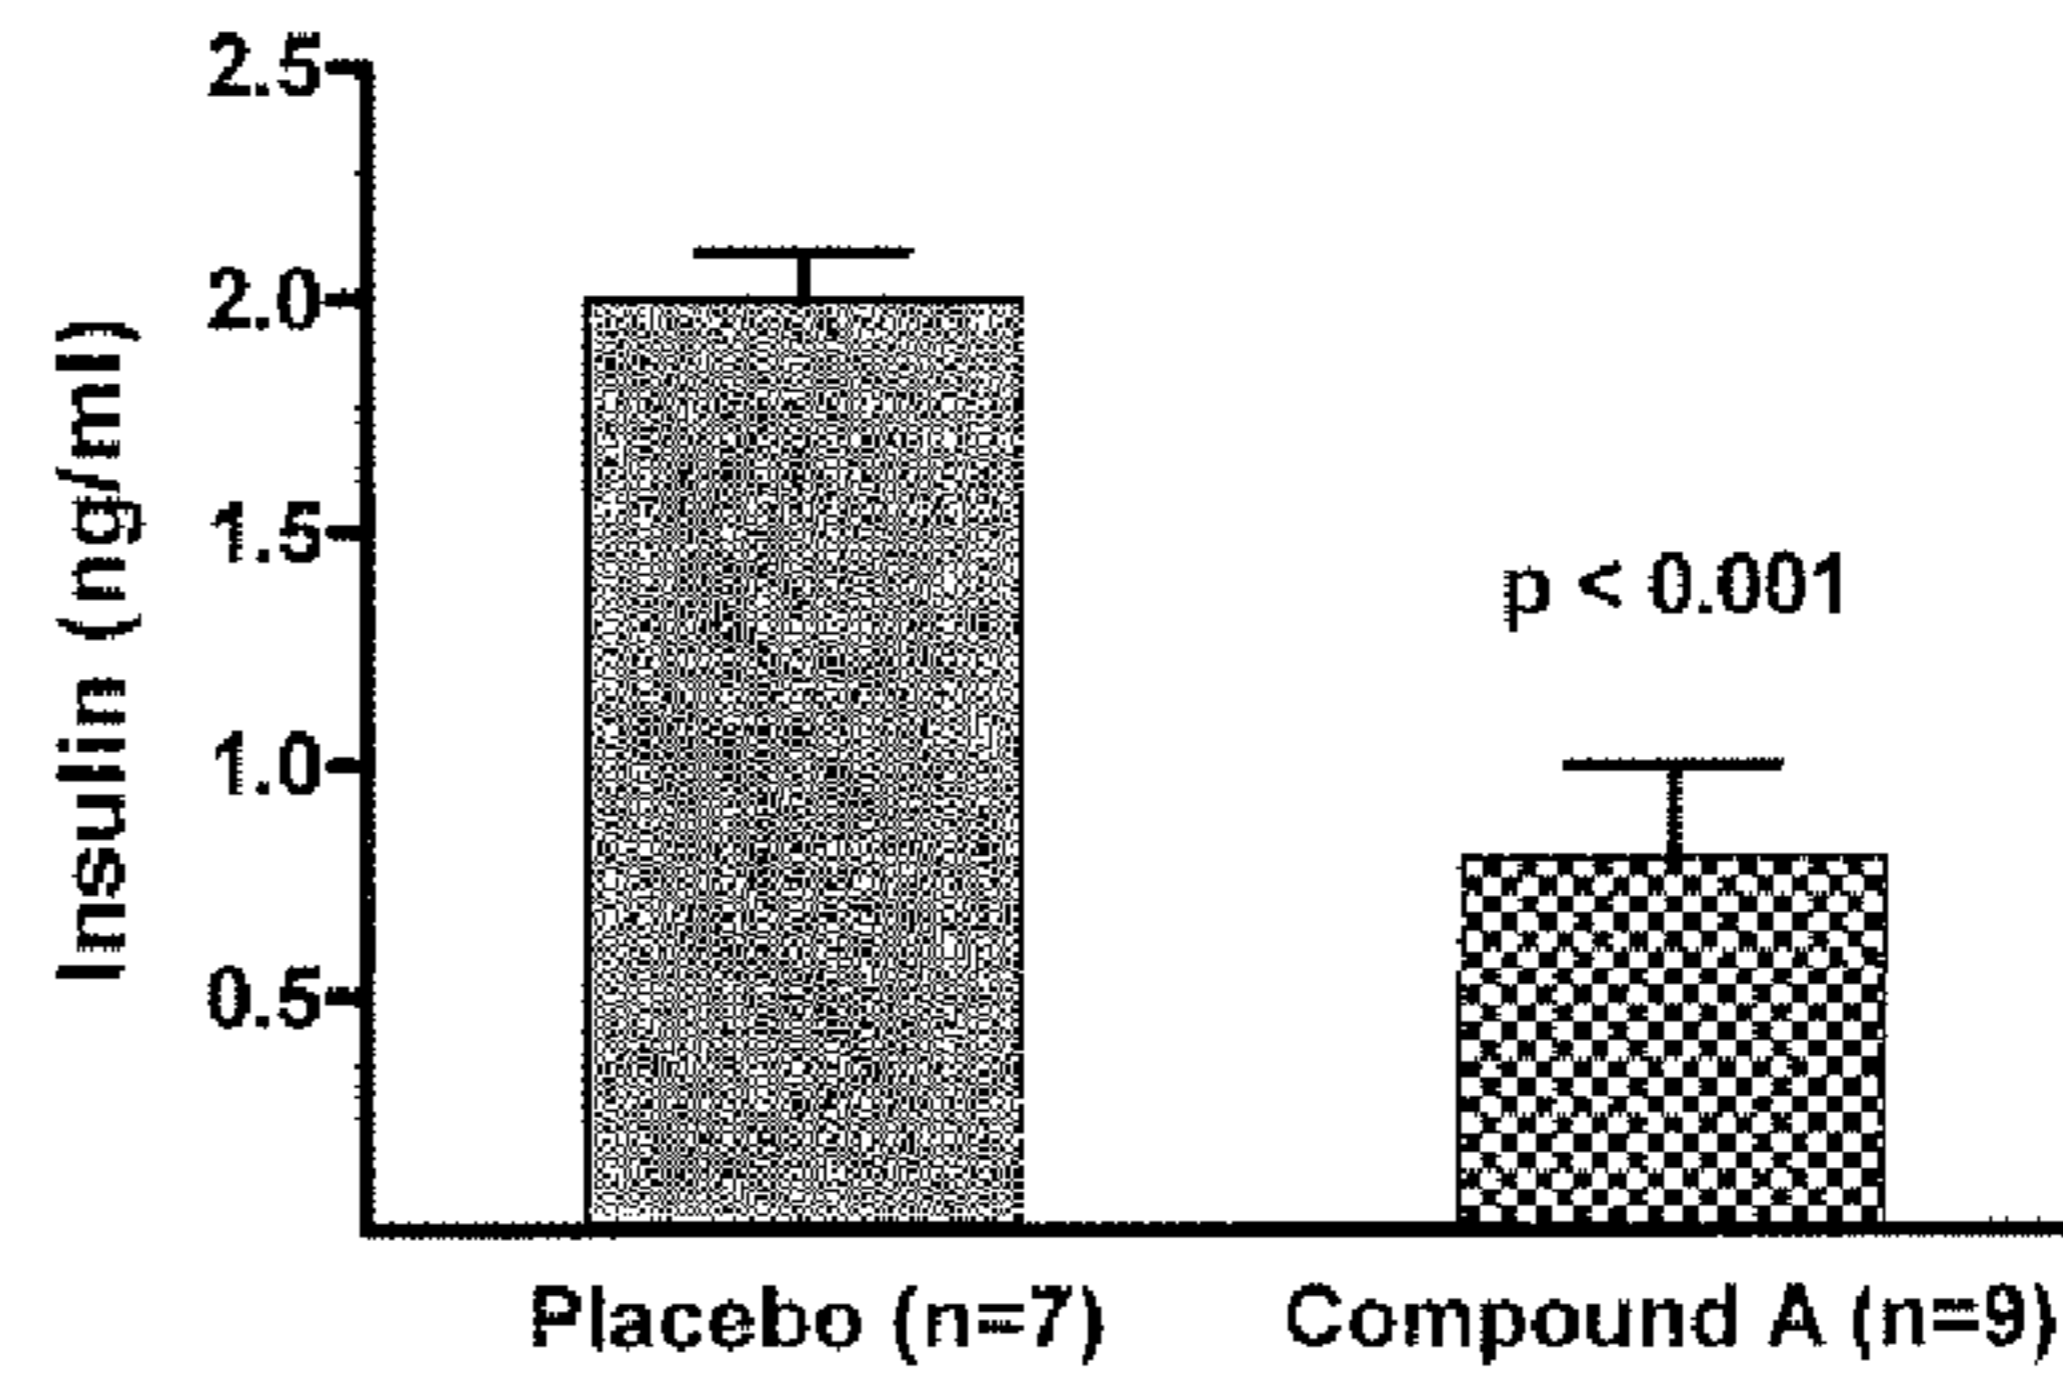 2.5
2.0
1.5
1.0
0.5
Insulin (ng/ml)
p < 0.001
Placebo (n=7)
Compound A (n=9)